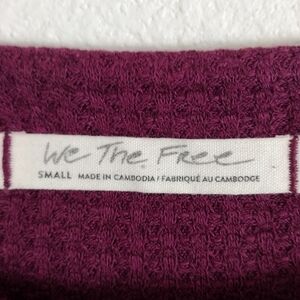 We The Free
SMALL MADE IN CAMBODIA / FABRIQUÉ AU CAMBODGE